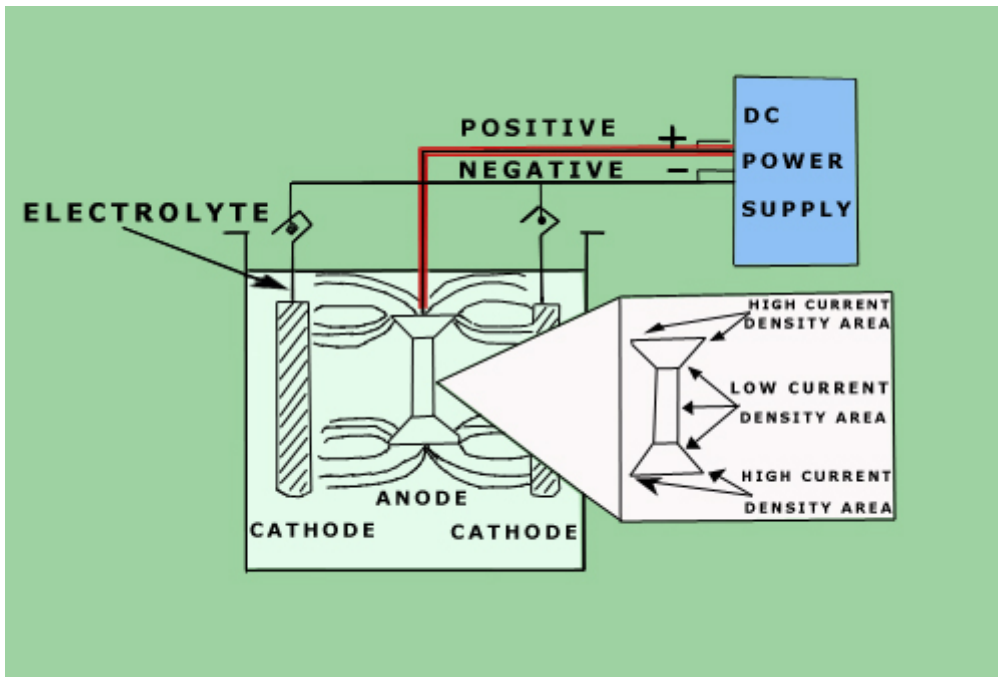 POSITIVE
+
NEGATIVE
-
DC
POWER
SUPPLY
ELECTROLYTE
ANODE
CATHODE
CATHODE
HIGH CURRENT
DENSITY AREA
LOW CURRENT
DENSITY AREA
HIGH CURRENT
DENSITY AREA